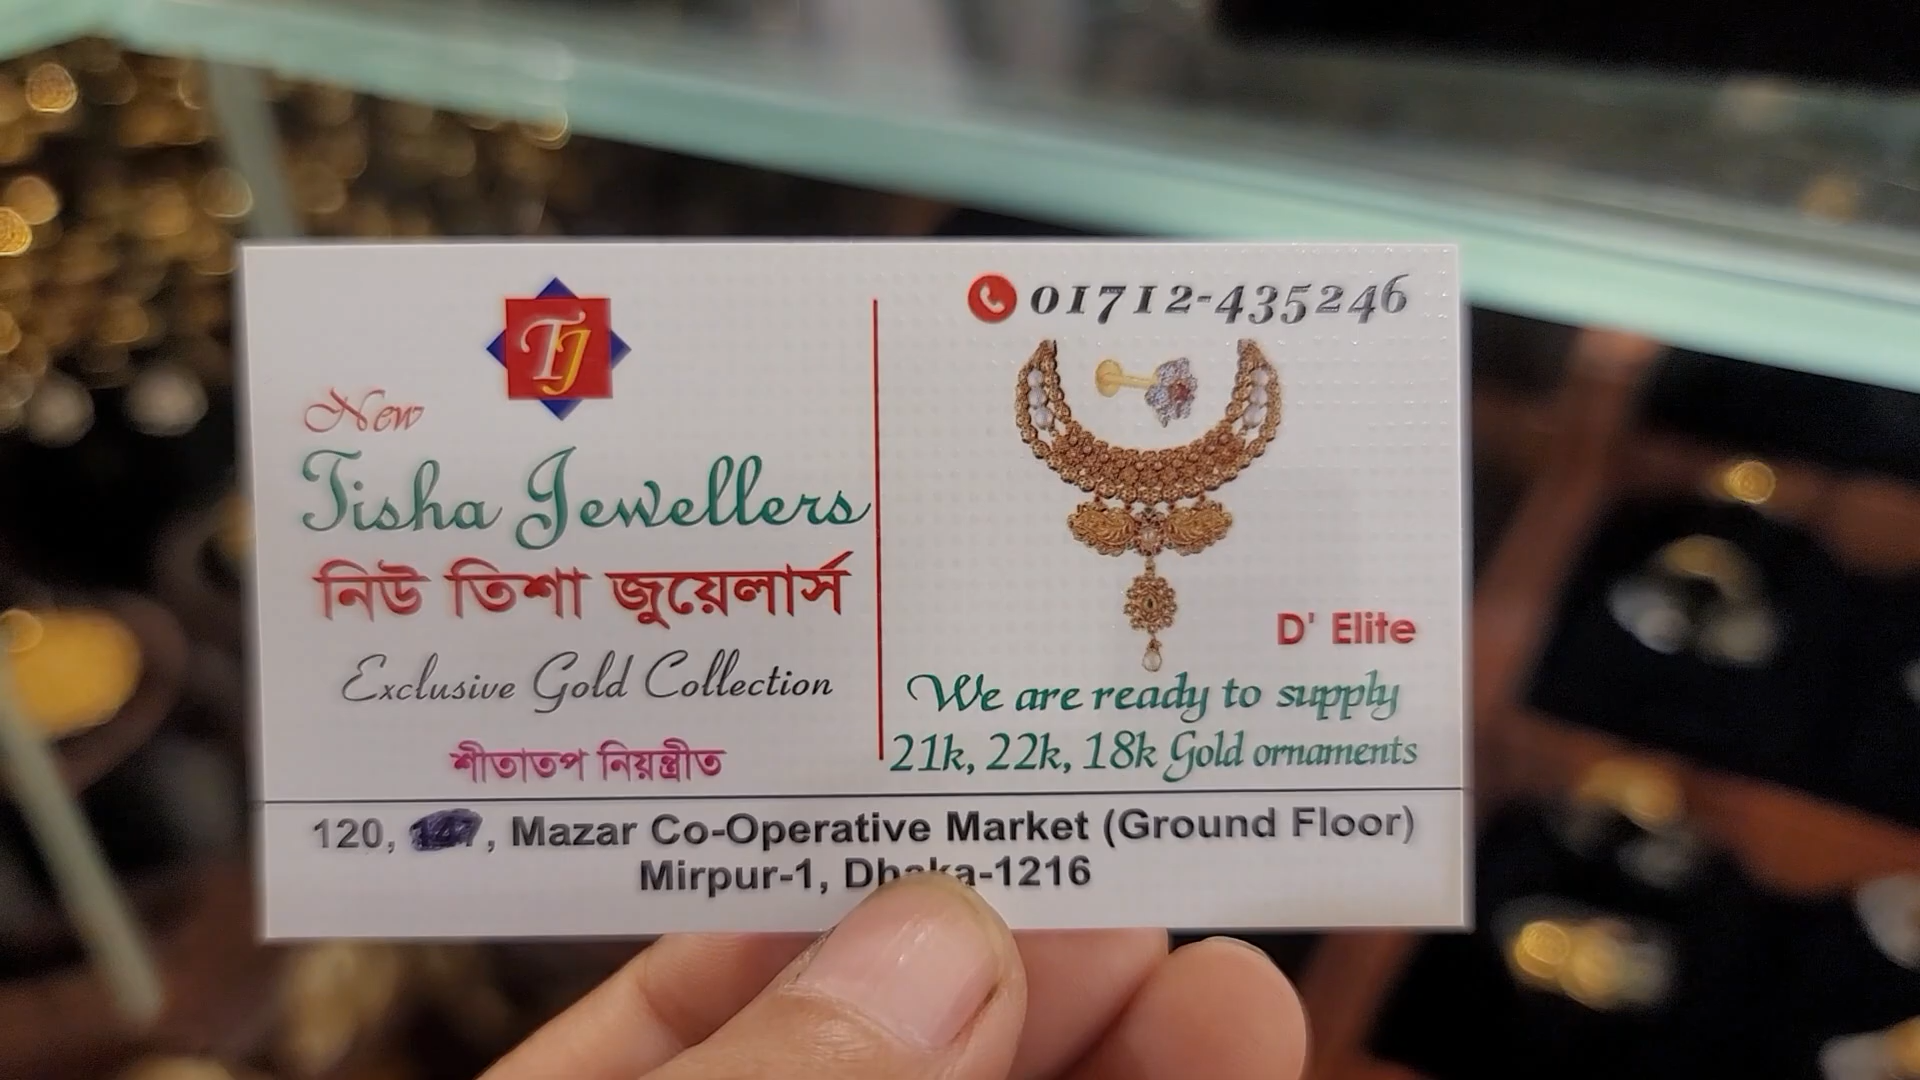 TJ
New
Tisha Jewellers
নিউ তিশা জুয়েলার্স
Exclusive Gold Collection
শীতাতপ নিয়ন্ত্রীত
01712-435246
D' Elite
We are ready to supply
21k, 22k, 18k Gold ornaments
120, 147, Mazar Co-Operative Market (Ground Floor)
Mirpur-1, Dhaka-1216